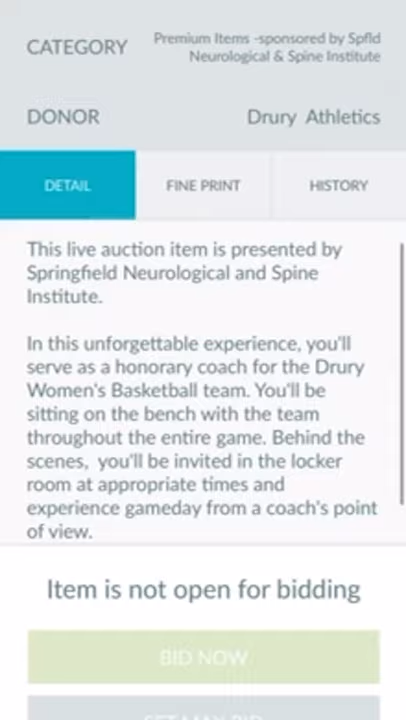 CATEGORY
Premium Items -sponsored by Spfld
Neurological & Spine Institute
DONOR
Drury Athletics
DETAIL
FINE PRINT
HISTORY
This live auction item is presented by
Springfield Neurological and Spine
Institute.
In this unforgettable experience, you'll
serve as a honorary coach for the Drury
Women's Basketball team. You'll be
sitting on the bench with the team
throughout the entire game. Behind the
scenes, you'll be invited in the locker
room at appropriate times and
experience gameday from a coach's point
of view.
Item is not open for bidding
BID NOW
SET MAX BID